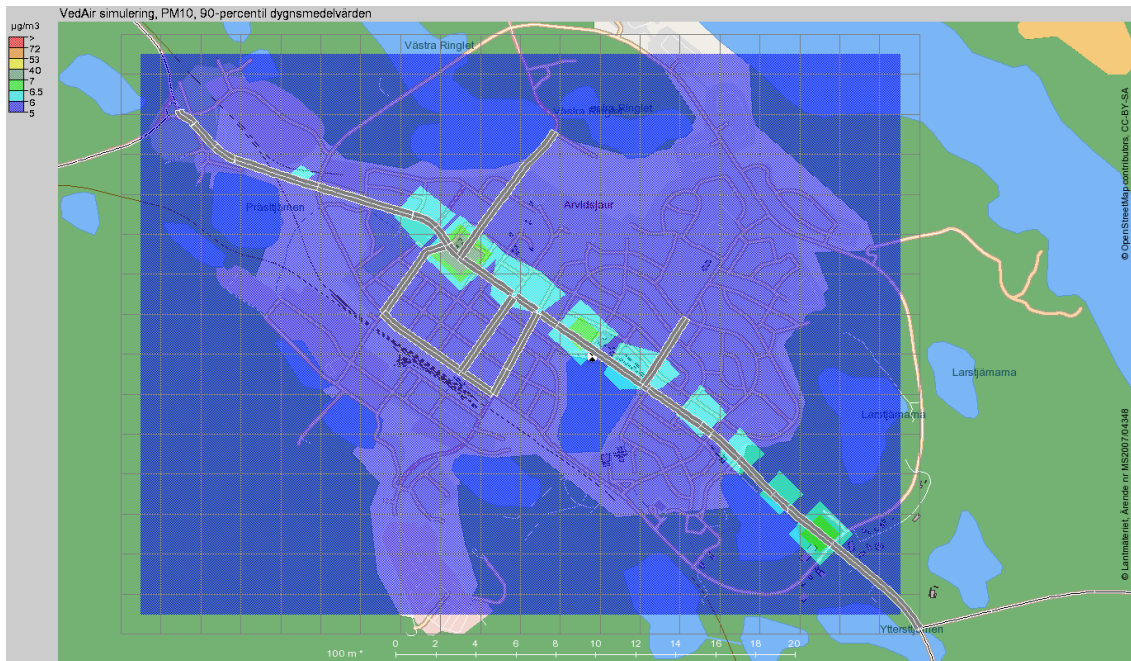 VedAir simulering, PM10, 90-percentil dygnsmedelvärden
µg/m3
>
72
53
40
7
6.5
6
5
Västra Ringlet
Västra Ringlet
Prästtjärnen
Arvidsjaur
Larstjärnarna
Larstjärnarna
0 2 4 6 8 10 12 14 16 18 20
100 m *
© OpenStreetMap contributors, CC-BY-SA
© Lantmäteriet, Ärende nr MS2007/04348